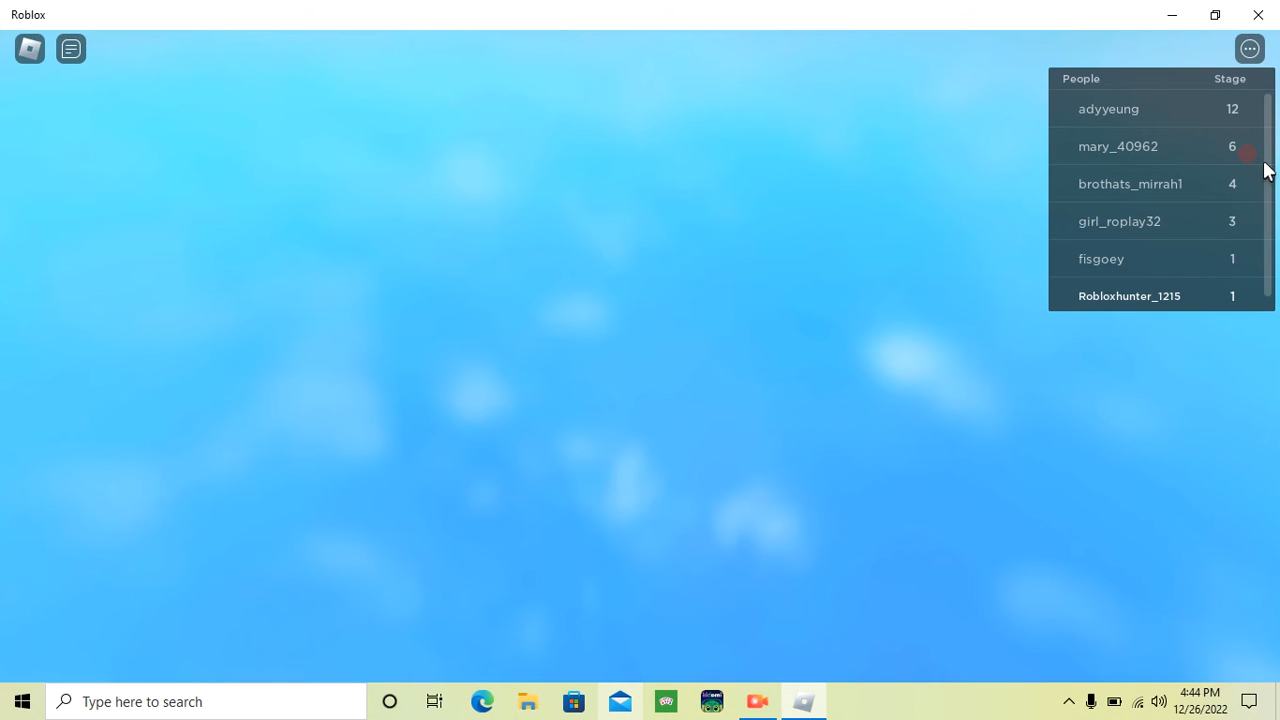 Roblox
People Stage
adyyeung 12
mary_40962 6
brothats_mirrah1 4
girl_roplay32 3
fisgoey 1
Robloxhunter_1215 1
Type here to search
4:44 PM
12/26/2022